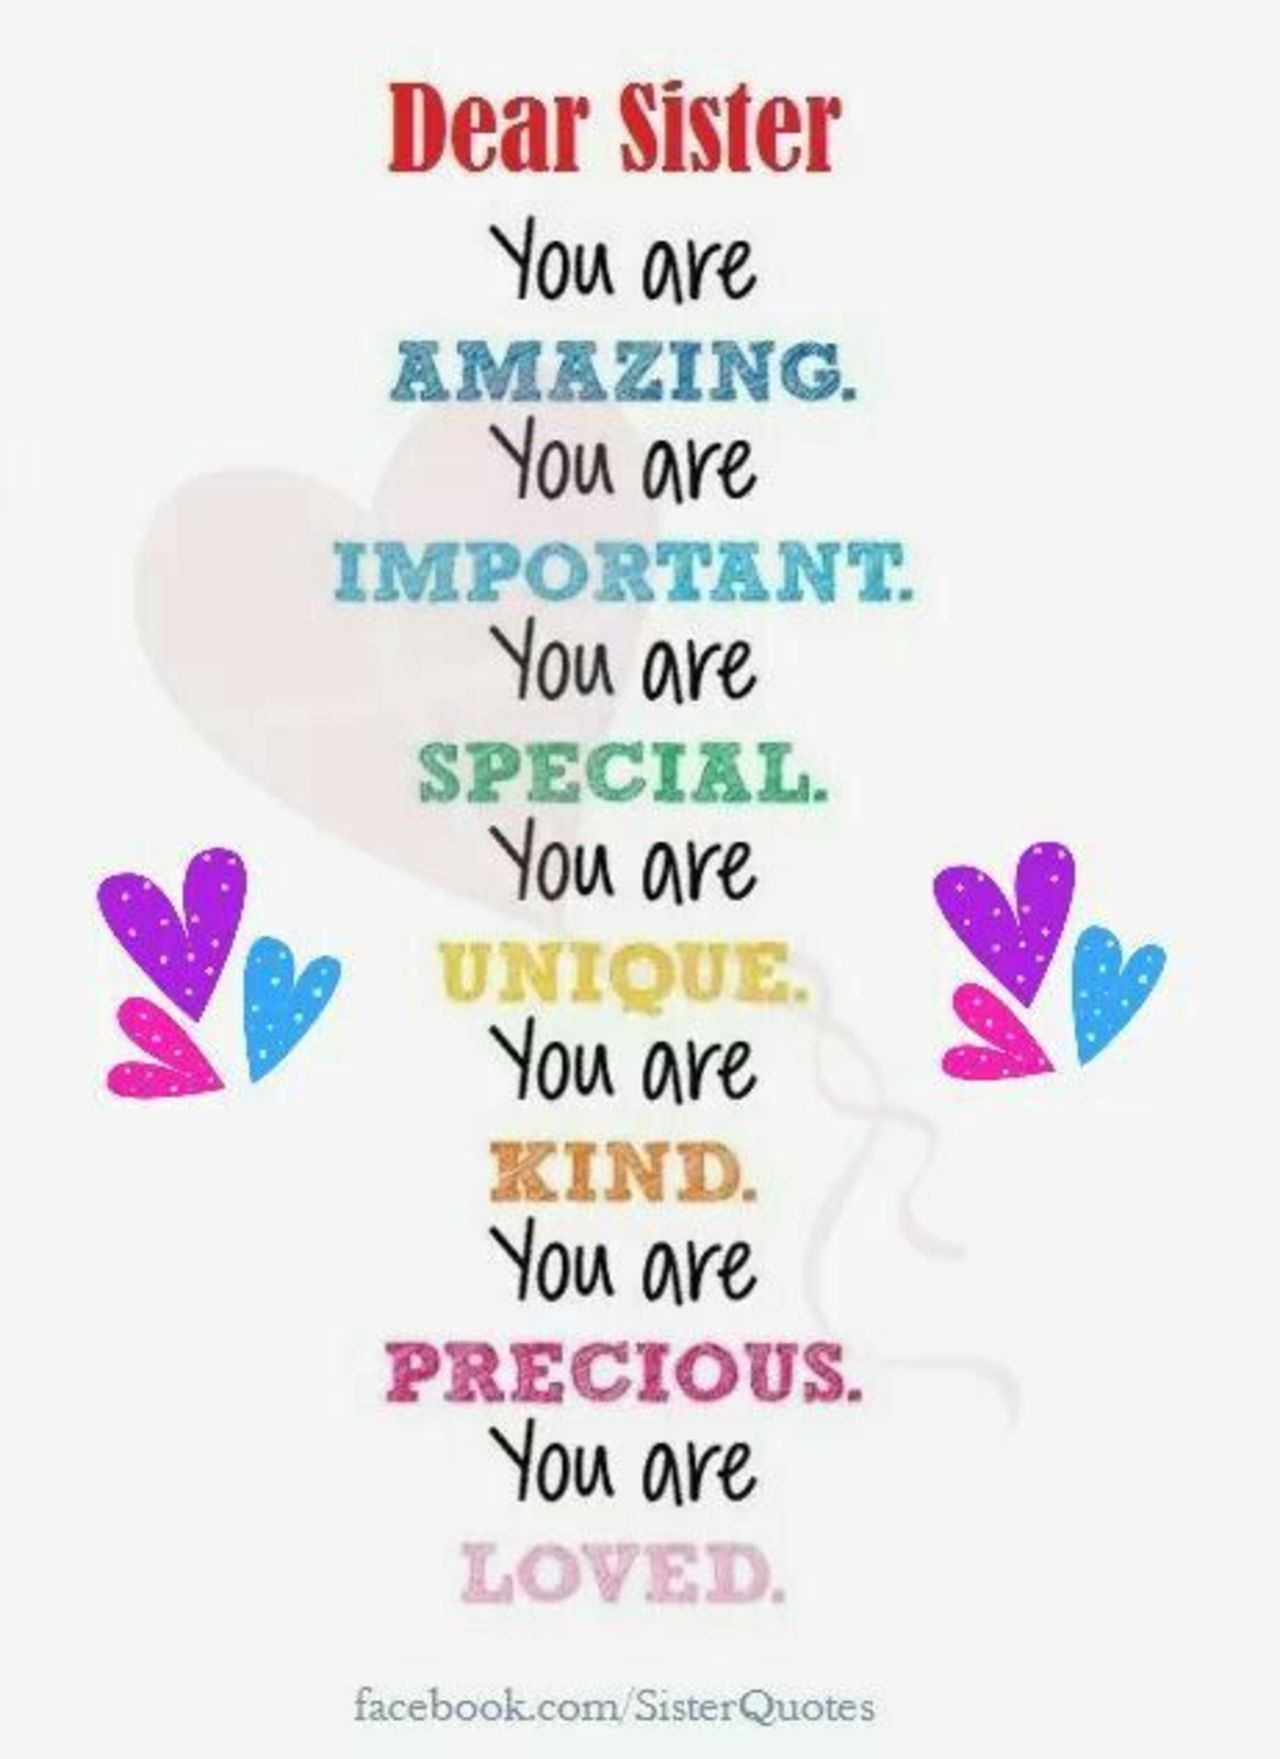 Dear Sister
You are
AMAZING.
You are
IMPORTANT.
You are
SPECIAL.
You are
UNIQUE.
You are
KIND.
You are
PRECIOUS.
You are
LOVED.
facebook.com/SisterQuotes